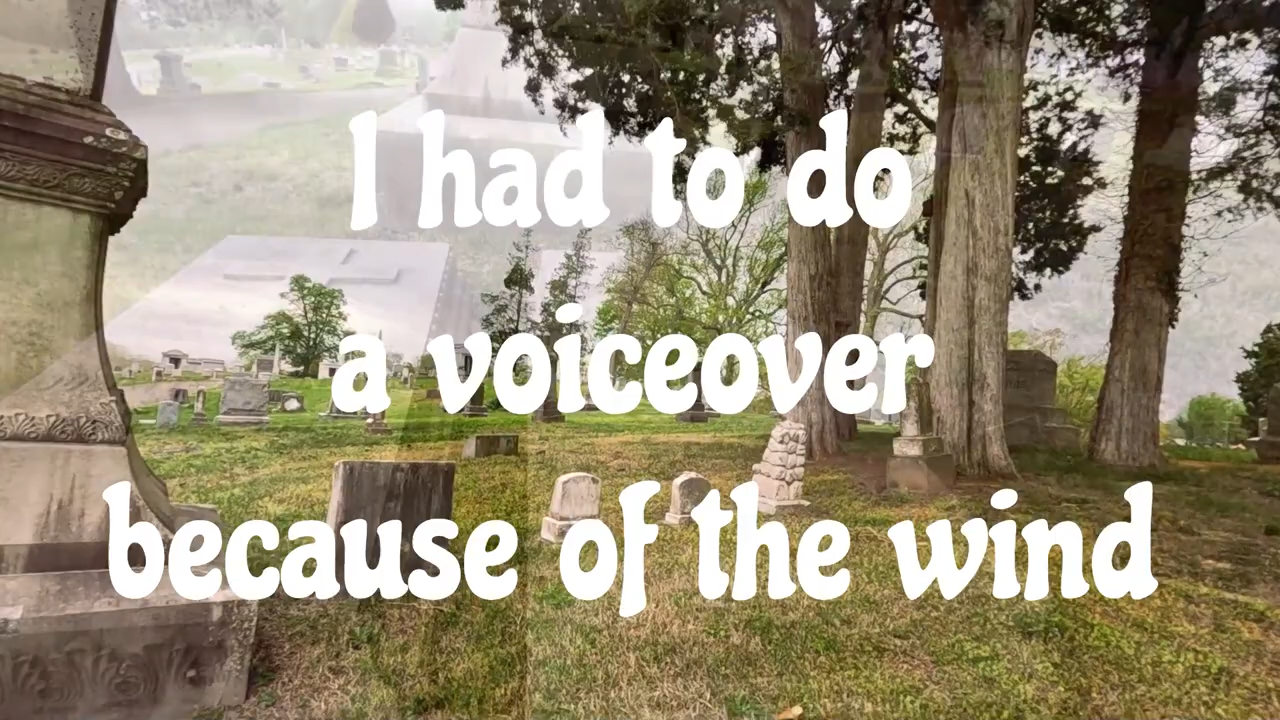 I had to do
a voiceover
because of the wind